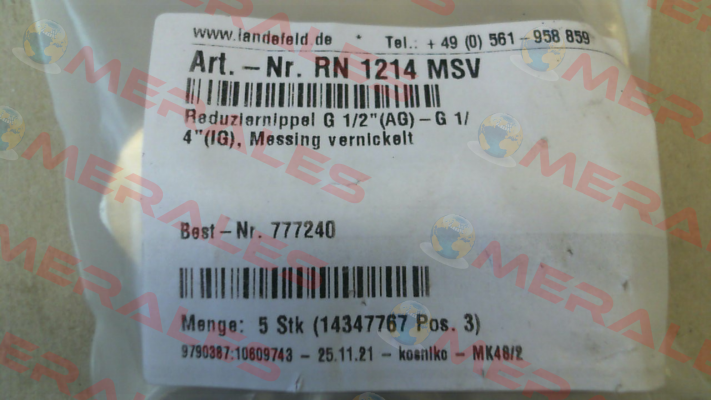 www.landefeld.de * Tel.: + 49 (0) 561 - 958 859
Art. - Nr. RN 1214 MSV
Reduziernippel G 1/2"(AG) - G 1/
4"(IG), Messing vernickelt
Best - Nr. 777240
Menge: 5 Stk (14347767 Pos. 3)
9790387:10609743 - 25.11.21 - kosniko - MK46/2
MERALES
MERALES
MERALES
MERALES
MERALES
MERALES